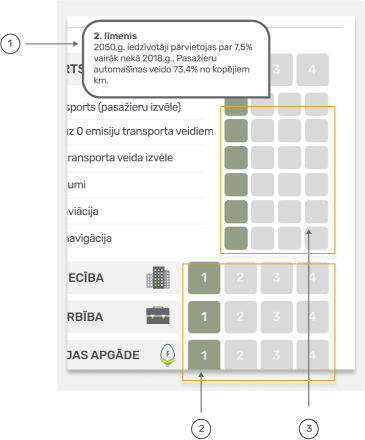 1
2. līmenis
2050.g. iedzīvotāji pārvietojas par 7,5%
vairāk nekā 2018.g.. Pasažieru
automašīnas veido 73,4% no kopējiem
km.
RTS 3 4
sports (pasažieru izvēle)
uz 0 emisiju transporta veidiem
transporta veida izvēle
umi
viācija
navigācija
IECĪBA 1 2 3 4
RBĪBA 1 2 3 4
JAS APGĀDE 1 2 3 4
2 3